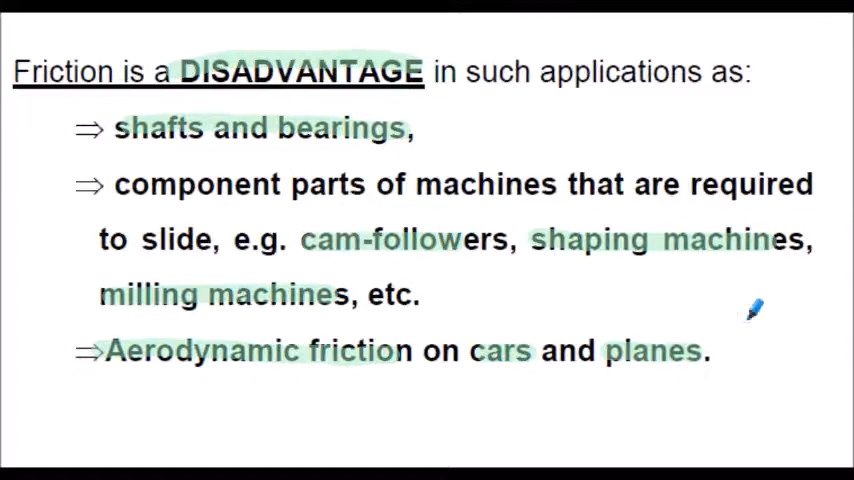 Friction is a DISADVANTAGE in such applications as:
⇒ shafts and bearings,
⇒ component parts of machines that are required
to slide, e.g. cam-followers, shaping machines,
milling machines, etc.
⇒Aerodynamic friction on cars and planes.